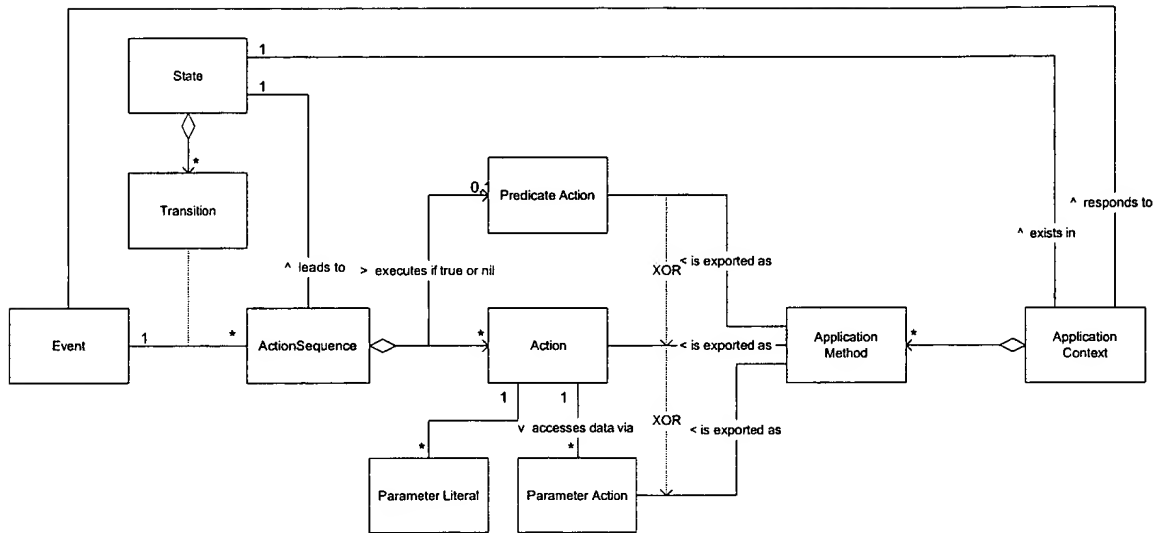 1
State
1
*
0,1
Predicate Action
Transition
^ responds to
^ exists in
< is exported as
XOR
^ leads to
> executes if true or nil
Event
1
*
ActionSequence
*
Action
< is exported as
Application
Method
*
Application
Context
1
1
XOR
< is exported as
v accesses data via
*
*
Parameter Literal
Parameter Action